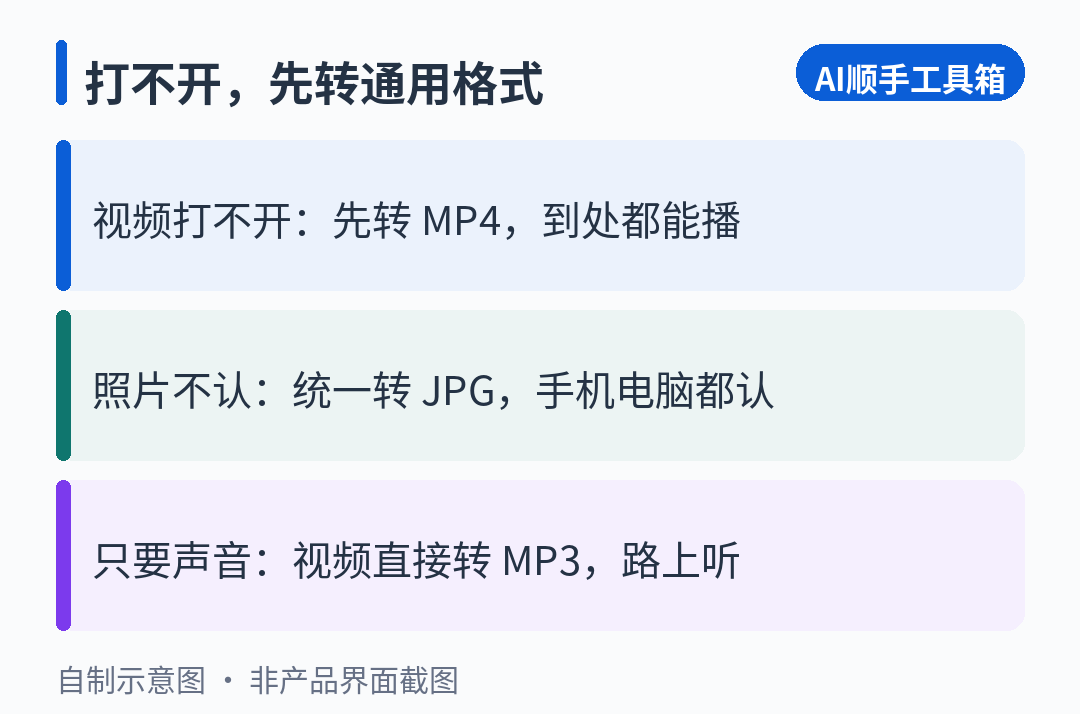 打不开，先转通用格式
AI顺手工具箱
视频打不开：先转 MP4，到处都能播
照片不认：统一转 JPG，手机电脑都认
只要声音：视频直接转 MP3，路上听
自制示意图 · 非产品界面截图